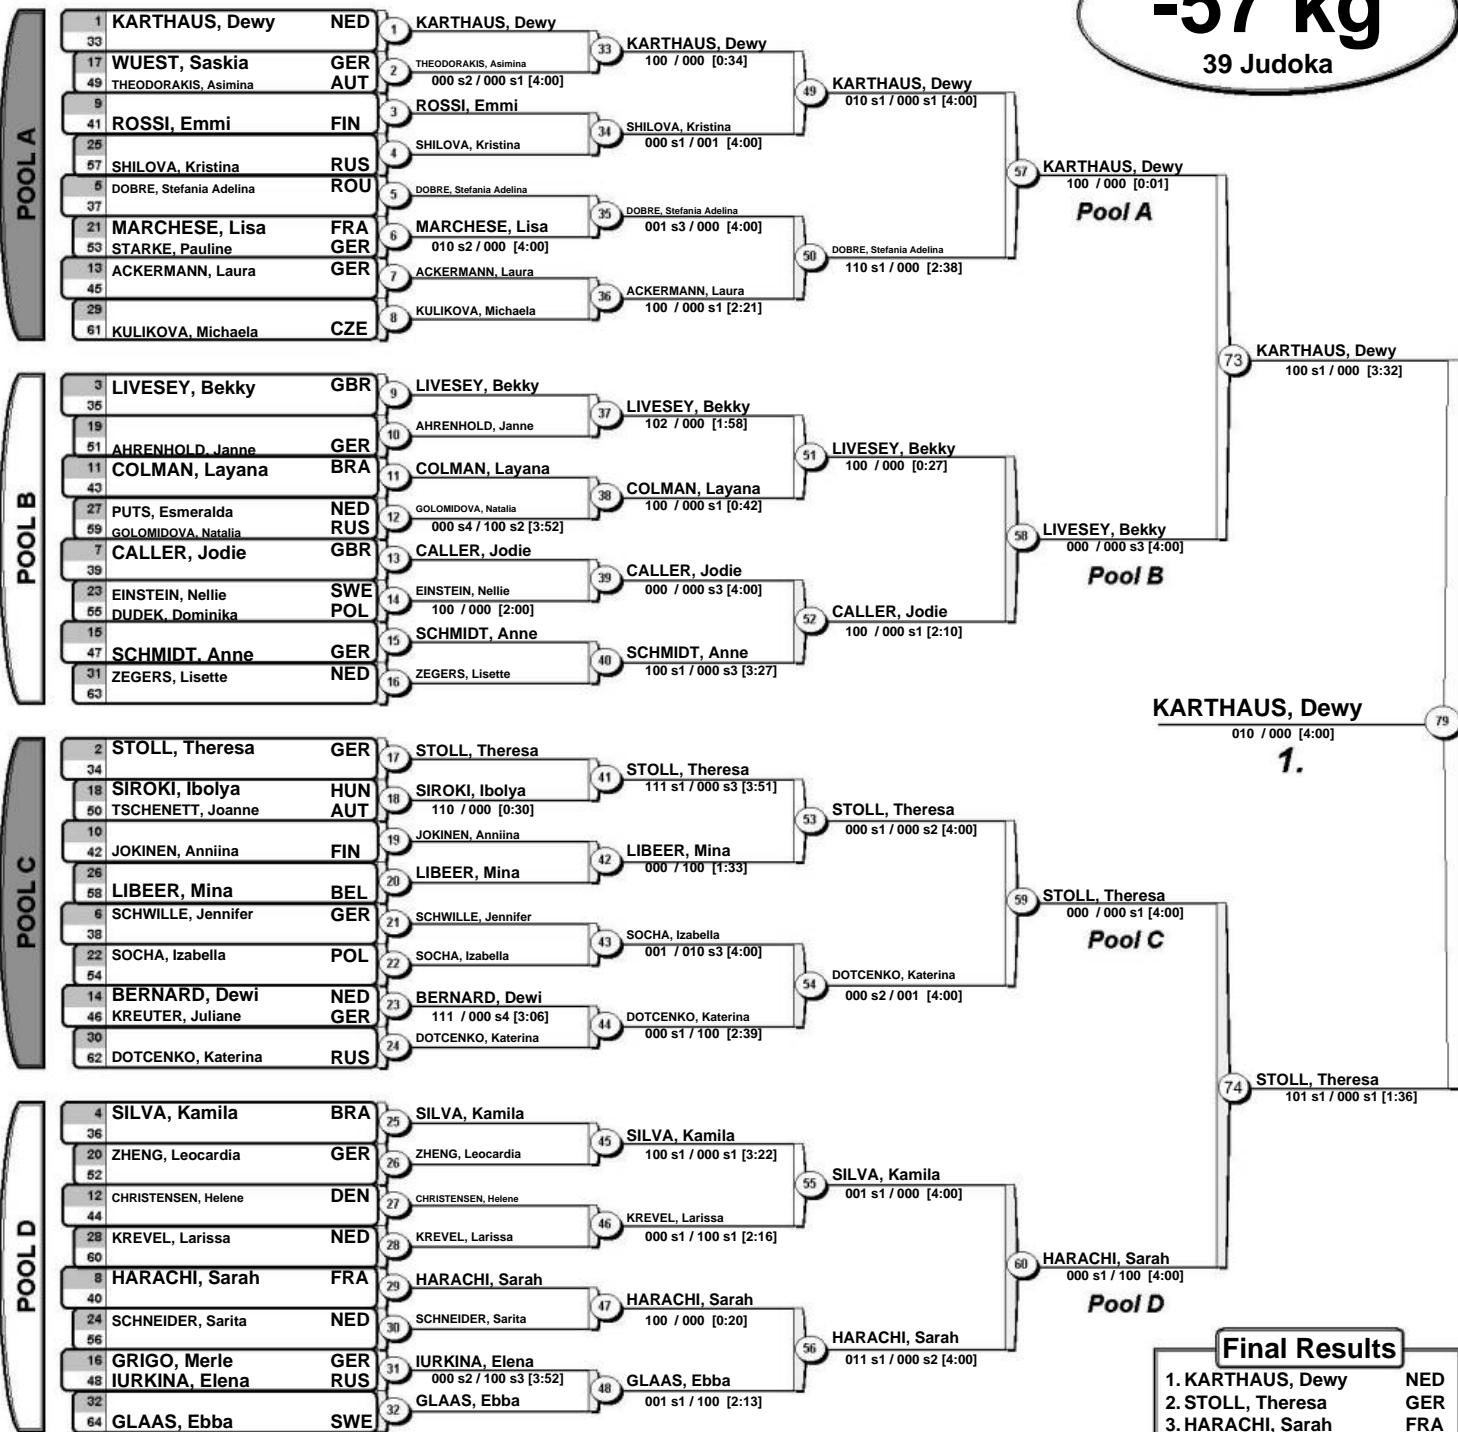 -57 kg
39 Judoka
POOL A
1 KARTHAUS, Dewy NED
33
17 WUEST, Saskia GER
49 THEODORAKIS, Asimina AUT
9
41 ROSSI, Emmi FIN
25
57 SHILOVA, Kristina RUS
5 DOBRE, Stefania Adelina ROU
37
21 MARCHESE, Lisa FRA
53 STARKE, Pauline GER
13 ACKERMANN, Laura GER
45
29
61 KULIKOVA, Michaela CZE
1 KARTHAUS, Dewy
2 THEODORAKIS, Asimina
000 s2 / 000 s1 [4:00]
3 ROSSI, Emmi
4 SHILOVA, Kristina
5 DOBRE, Stefania Adelina
6 MARCHESE, Lisa
010 s2 / 000 [4:00]
7 ACKERMANN, Laura
8 KULIKOVA, Michaela
33 KARTHAUS, Dewy
100 / 000 [0:34]
34 SHILOVA, Kristina
000 s1 / 001 [4:00]
35 DOBRE, Stefania Adelina
001 s3 / 000 [4:00]
36 ACKERMANN, Laura
100 / 000 s1 [2:21]
49 KARTHAUS, Dewy
010 s1 / 000 s1 [4:00]
50 DOBRE, Stefania Adelina
110 s1 / 000 [2:38]
57 KARTHAUS, Dewy
100 / 000 [0:01]
Pool A
POOL B
3 LIVESEY, Bekky GBR
35
19
51 AHRENHOLD, Janne GER
11 COLMAN, Layana BRA
43
27 PUTS, Esmeralda NED
59 GOLOMIDOVA, Natalia RUS
7 CALLER, Jodie GBR
39
23 EINSTEIN, Nellie SWE
55 DUDEK, Dominika POL
15
47 SCHMIDT, Anne GER
31 ZEGERS, Lisette NED
63
9 LIVESEY, Bekky
10 AHRENHOLD, Janne
11 COLMAN, Layana
12 GOLOMIDOVA, Natalia
000 s4 / 100 s2 [3:52]
13 CALLER, Jodie
14 EINSTEIN, Nellie
100 / 000 [2:00]
15 SCHMIDT, Anne
16 ZEGERS, Lisette
37 LIVESEY, Bekky
102 / 000 [1:58]
38 COLMAN, Layana
100 / 000 s1 [0:42]
39 CALLER, Jodie
000 / 000 s3 [4:00]
40 SCHMIDT, Anne
100 s1 / 000 s3 [3:27]
51 LIVESEY, Bekky
100 / 000 [0:27]
52 CALLER, Jodie
100 / 000 s1 [2:10]
58 LIVESEY, Bekky
000 / 000 s3 [4:00]
Pool B
73 KARTHAUS, Dewy
100 s1 / 000 [3:32]
KARTHAUS, Dewy 79
010 / 000 [4:00]
1.
POOL C
2 STOLL, Theresa GER
34
18 SIROKI, Ibolya HUN
50 TSCHENETT, Joanne AUT
10
42 JOKINEN, Anniina FIN
26
58 LIBEER, Mina BEL
6 SCHWILLE, Jennifer GER
38
22 SOCHA, Izabella POL
54
14 BERNARD, Dewi NED
46 KREUTER, Juliane GER
30
62 DOTCENKO, Katerina RUS
17 STOLL, Theresa
18 SIROKI, Ibolya
110 / 000 [0:30]
19 JOKINEN, Anniina
20 LIBEER, Mina
21 SCHWILLE, Jennifer
22 SOCHA, Izabella
23 BERNARD, Dewi
111 / 000 s4 [3:06]
24 DOTCENKO, Katerina
41 STOLL, Theresa
111 s1 / 000 s3 [3:51]
42 LIBEER, Mina
000 / 100 [1:33]
43 SOCHA, Izabella
001 / 010 s3 [4:00]
44 DOTCENKO, Katerina
000 s1 / 100 [2:39]
53 STOLL, Theresa
000 s1 / 000 s2 [4:00]
54 DOTCENKO, Katerina
000 s2 / 001 [4:00]
59 STOLL, Theresa
000 / 000 s1 [4:00]
Pool C
POOL D
4 SILVA, Kamila BRA
36
20 ZHENG, Leocardia GER
52
12 CHRISTENSEN, Helene DEN
44
28 KREVEL, Larissa NED
60
8 HARACHI, Sarah FRA
40
24 SCHNEIDER, Sarita NED
56
16 GRIGO, Merle GER
48 IURKINA, Elena RUS
32
64 GLAAS, Ebba SWE
25 SILVA, Kamila
26 ZHENG, Leocardia
27 CHRISTENSEN, Helene
28 KREVEL, Larissa
29 HARACHI, Sarah
30 SCHNEIDER, Sarita
31 IURKINA, Elena
000 s2 / 100 s3 [3:52]
32 GLAAS, Ebba
45 SILVA, Kamila
100 s1 / 000 s1 [3:22]
46 KREVEL, Larissa
000 s1 / 100 s1 [2:16]
47 HARACHI, Sarah
100 / 000 [0:20]
48 GLAAS, Ebba
001 s1 / 100 [2:13]
55 SILVA, Kamila
001 s1 / 000 [4:00]
56 HARACHI, Sarah
011 s1 / 000 s2 [4:00]
60 HARACHI, Sarah
000 s1 / 100 [4:00]
Pool D
74 STOLL, Theresa
101 s1 / 000 s1 [1:36]
Final Results
1. KARTHAUS, Dewy NED
2. STOLL, Theresa GER
3. HARACHI, Sarah FRA